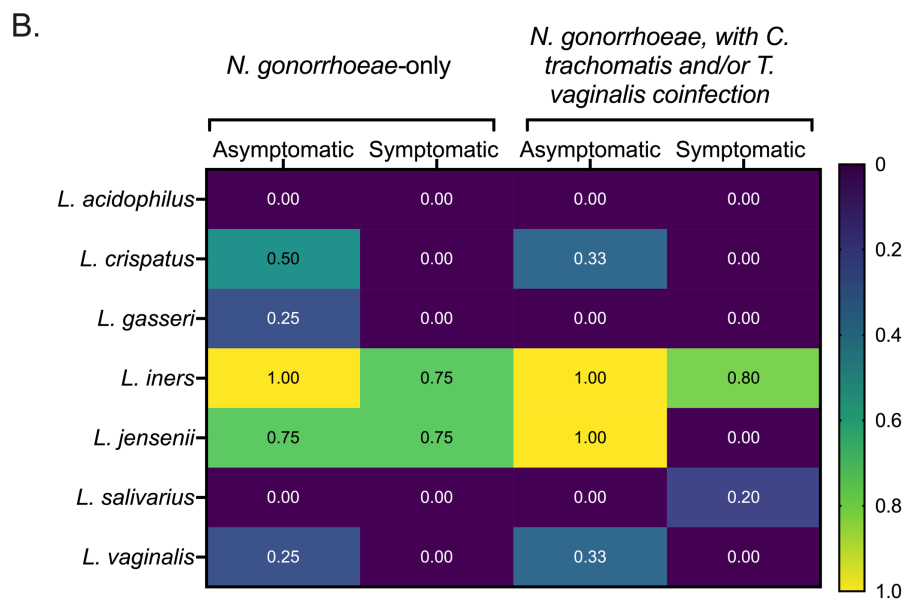 B.
N. gonorrhoeae-only
N. gonorrhoeae, with C.
trachomatis and/or T.
vaginalis coinfection
Asymptomatic Symptomatic Asymptomatic Symptomatic
L. acidophilus 0.00 0.00 0.00 0.00
L. crispatus 0.50 0.00 0.33 0.00
L. gasseri 0.25 0.00 0.00 0.00
L. iners 1.00 0.75 1.00 0.80
L. jensenii 0.75 0.75 1.00 0.00
L. salivarius 0.00 0.00 0.00 0.20
L. vaginalis 0.25 0.00 0.33 0.00
0
0.2
0.4
0.6
0.8
1.0